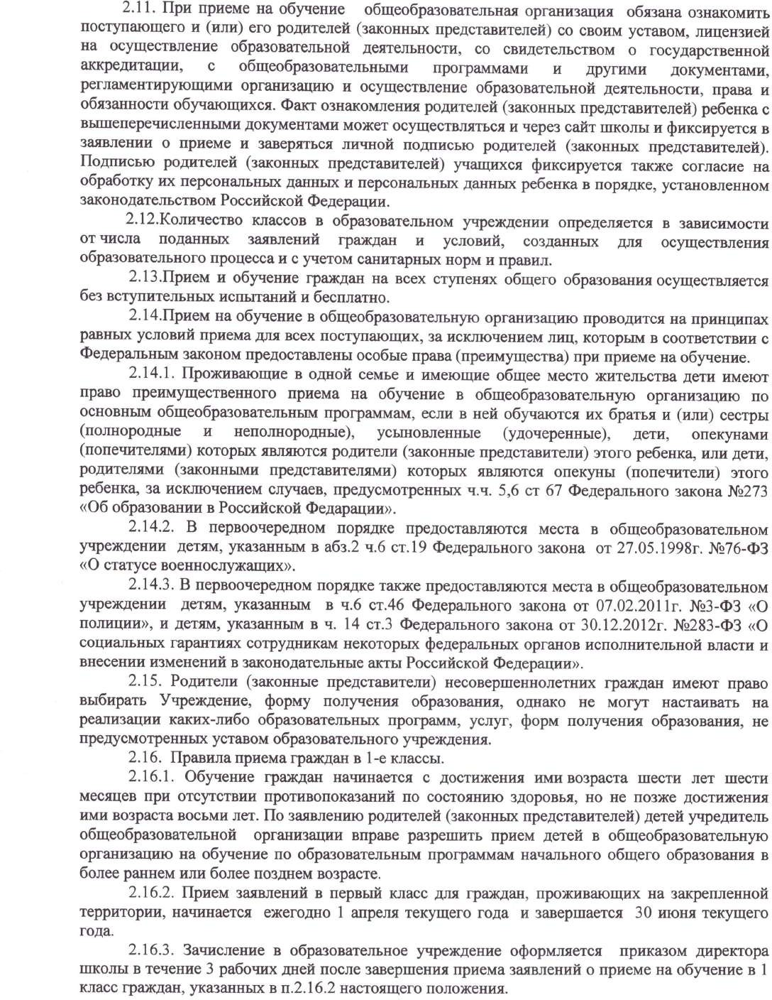 2.11. При приеме на обучение общеобразовательная организация обязана ознакомить
поступающего и (или) его родителей (законных представителей) со своим уставом, лицензией
на осуществление образовательной деятельности, со свидетельством о государственной
аккредитации, с общеобразовательными программами и другими документами,
регламентирующими организацию и осуществление образовательной деятельности, права и
обязанности обучающихся. Факт ознакомления родителей (законных представителей) ребенка с
вышеперечисленными документами может осуществляться и через сайт школы и фиксируется в
заявлении о приеме и заверяться личной подписью родителей (законных представителей).
Подписью родителей (законных представителей) учащихся фиксируется также согласие на
обработку их персональных данных и персональных данных ребенка в порядке, установленном
законодательством Российской Федерации.
2.12.Количество классов в образовательном учреждении определяется в зависимости
от числа поданных заявлений граждан и условий, созданных для осуществления
образовательного процесса и с учетом санитарных норм и правил.
2.13.Прием и обучение граждан на всех ступенях общего образования осуществляется
без вступительных испытаний и бесплатно.
2.14.Прием на обучение в общеобразовательную организацию проводится на принципах
равных условий приема для всех поступающих, за исключением лиц, которым в соответствии с
Федеральным законом предоставлены особые права (преимущества) при приеме на обучение.
2.14.1. Проживающие в одной семье и имеющие общее место жительства дети имеют
право преимущественного приема на обучение в общеобразовательную организацию по
основным общеобразовательным программам, если в ней обучаются их братья и (или) сестры
(полнородные и неполнородные), усыновленные (удочеренные), дети, опекунами
(попечителями) которых являются родители (законные представители) этого ребенка, или дети,
родителями (законными представителями) которых являются опекуны (попечители) этого
ребенка, за исключением случаев, предусмотренных ч.ч. 5,6 ст 67 Федерального закона №273
«Об образовании в Российской Федарации».
2.14.2. В первоочередном порядке предоставляются места в общеобразовательном
учреждении детям, указанным в абз.2 ч.6 ст.19 Федерального закона от 27.05.1998г. №76-ФЗ
«О статусе военнослужащих».
2.14.3. В первоочередном порядке также предоставляются места в общеобразовательном
учреждении детям, указанным в ч.6 ст.46 Федерального закона от 07.02.2011г. №3-ФЗ «О
полиции», и детям, указанным в ч. 14 ст.3 Федерального закона от 30.12.2012г. №283-ФЗ «О
социальных гарантиях сотрудникам некоторых федеральных органов исполнительной власти и
внесении изменений в законодательные акты Российской Федерации».
2.15. Родители (законные представители) несовершеннолетних граждан имеют право
выбирать Учреждение, форму получения образования, однако не могут настаивать на
реализации каких-либо образовательных программ, услуг, форм получения образования, не
предусмотренных уставом образовательного учреждения.
2.16. Правила приема граждан в 1-е классы.
2.16.1. Обучение граждан начинается с достижения ими возраста шести лет шести
месяцев при отсутствии противопоказаний по состоянию здоровья, но не позже достижения
ими возраста восьми лет. По заявлению родителей (законных представителей) детей учредитель
общеобразовательной организации вправе разрешить прием детей в общеобразовательную
организацию на обучение по образовательным программам начального общего образования в
более раннем или более позднем возрасте.
2.16.2. Прием заявлений в первый класс для граждан, проживающих на закрепленной
территории, начинается ежегодно 1 апреля текущего года и завершается 30 июня текущего
года.
2.16.3. Зачисление в образовательное учреждение оформляется приказом директора
школы в течение 3 рабочих дней после завершения приема заявлений о приеме на обучение в 1
класс граждан, указанных в п.2.16.2 настоящего положения.